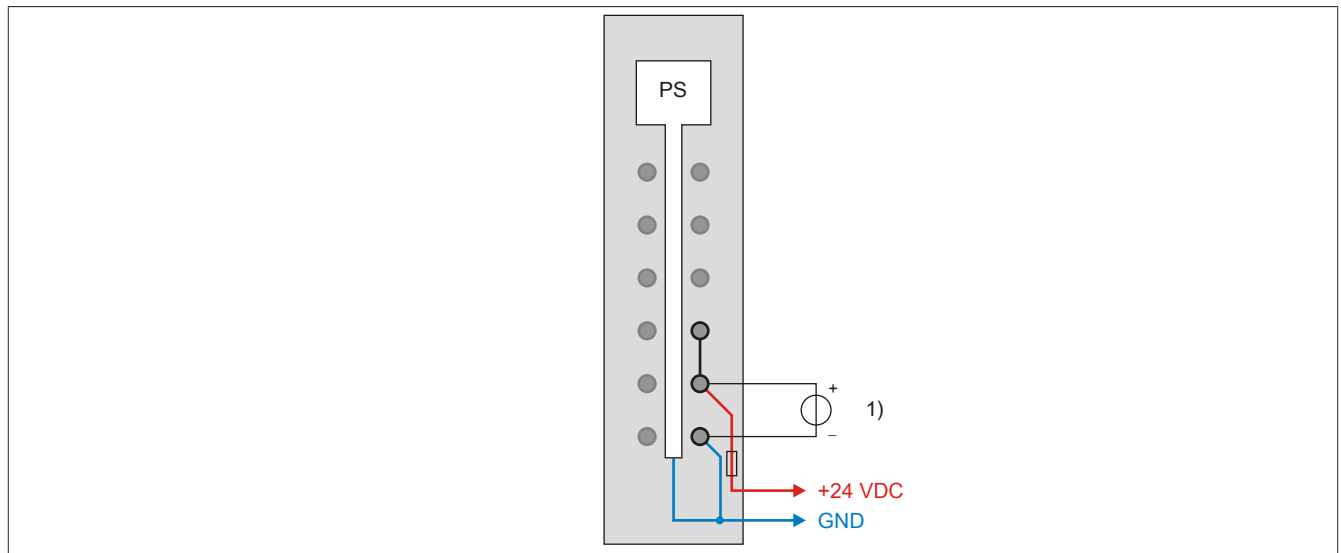 PS
+
1)
–
+24 VDC
GND